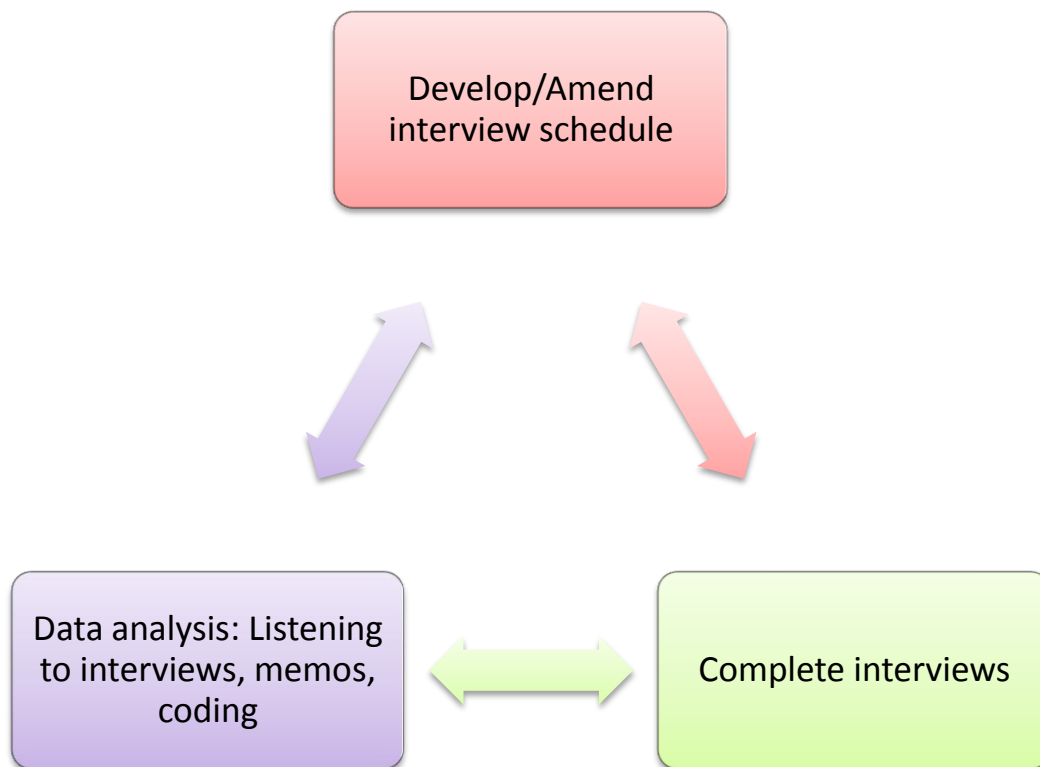 Develop/Amend
interview schedule
Data analysis: Listening
to interviews, memos,
coding
Complete interviews